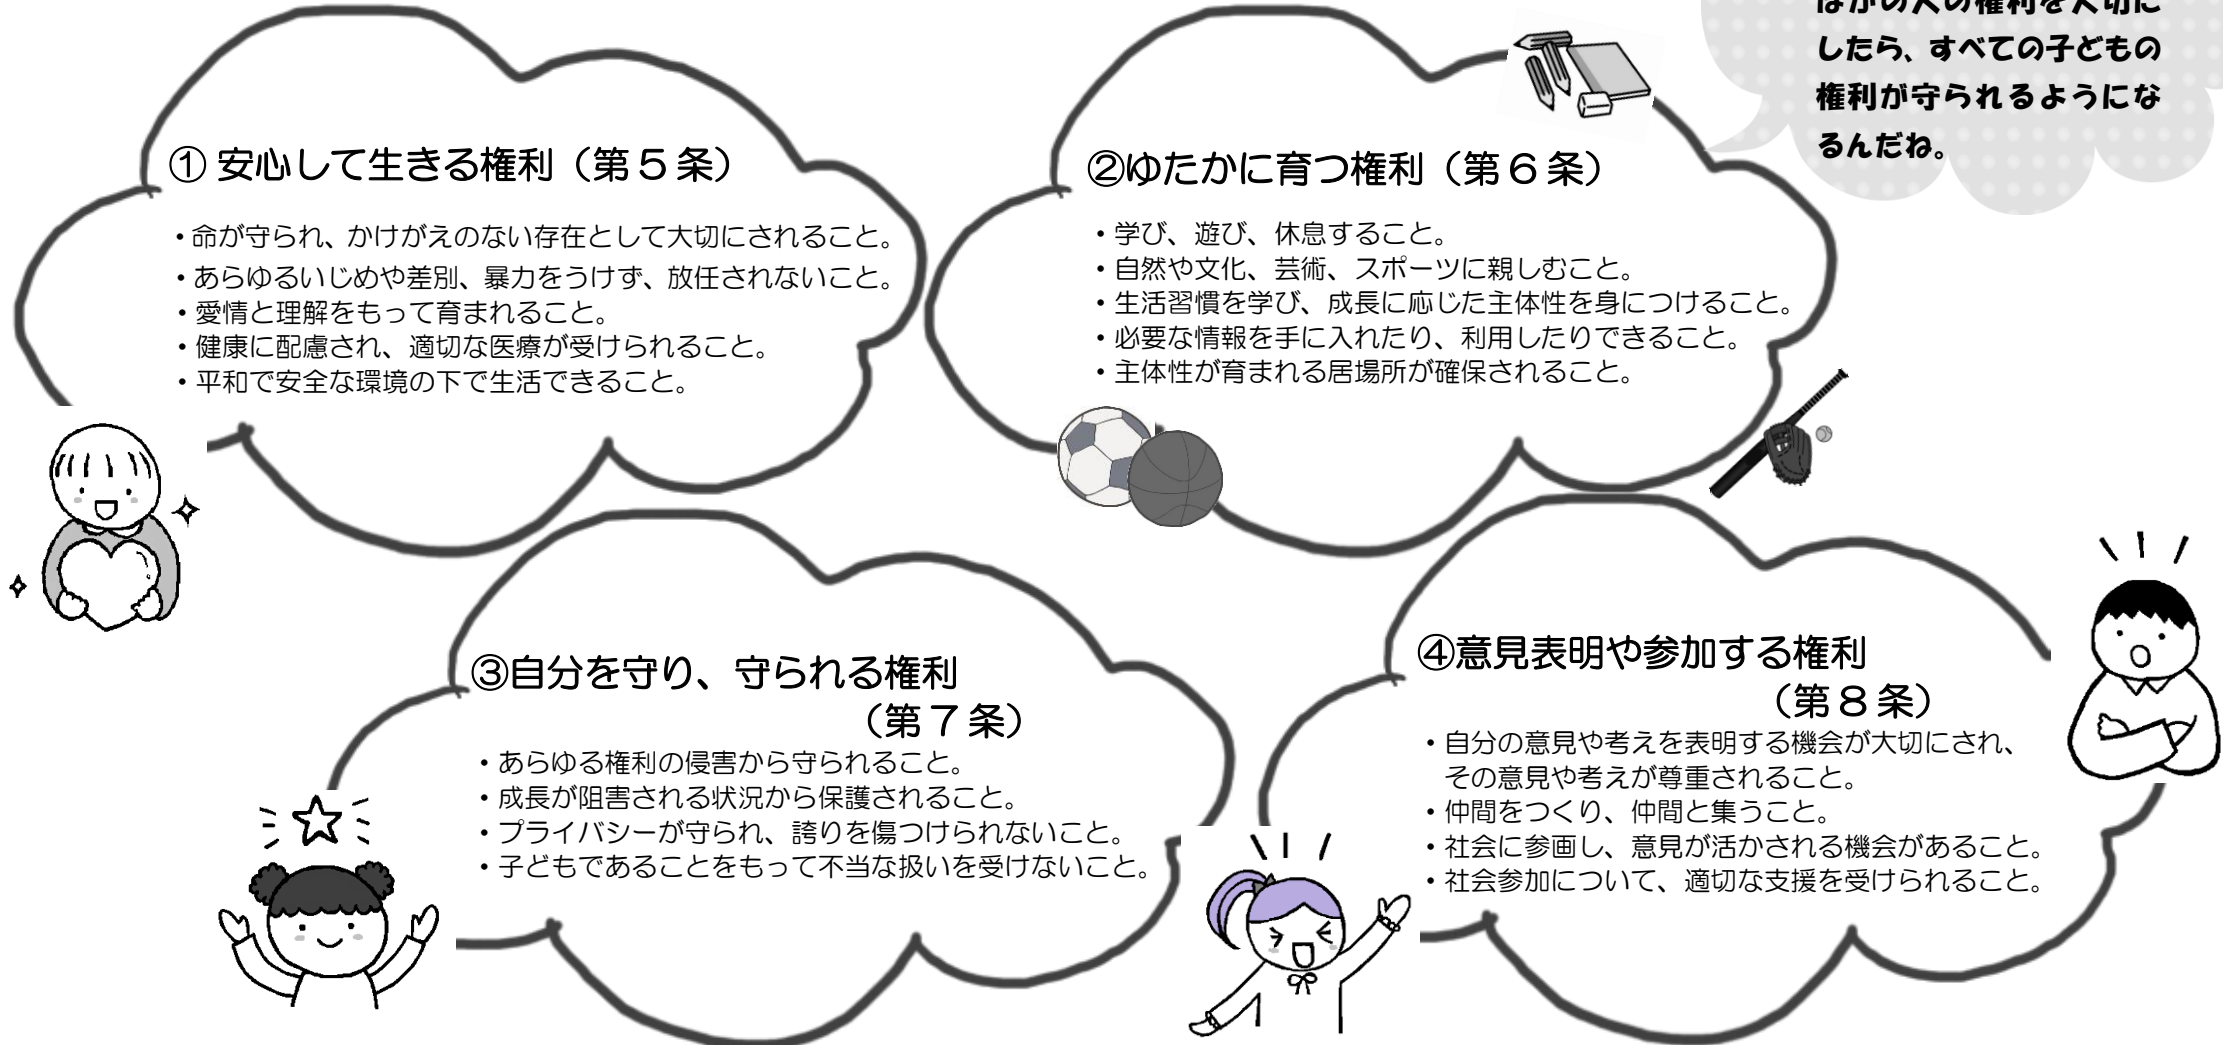 ① 安心して生きる権利（第５条）
・命が守られ、かけがえのない存在として大切にされること。
・あらゆるいじめや差別、暴力をうけず、放任されないこと。
・愛情と理解をもって育まれること。
・健康に配慮され、適切な医療が受けられること。
・平和で安全な環境の下で生活できること。
②ゆたかに育つ権利（第６条）
・学び、遊び、休息すること。
・自然や文化、芸術、スポーツに親しむこと。
・生活習慣を学び、成長に応じた主体性を身につけること。
・必要な情報を手に入れたり、利用したりできること。
・主体性が育まれる居場所が確保されること。
ほかの人の権利を大切に
したら、すべての子どもの
権利が守られるようにな
るんだね。
③自分を守り、守られる権利
（第７条）
・あらゆる権利の侵害から守られること。
・成長が阻害される状況から保護されること。
・プライバシーが守られ、誇りを傷つけられないこと。
・子どもであることをもって不当な扱いを受けないこと。
④意見表明や参加する権利
（第８条）
・自分の意見や考えを表明する機会が大切にされ、
その意見や考えが尊重されること。
・仲間をつくり、仲間と集うこと。
・社会に参画し、意見が活かされる機会があること。
・社会参加について、適切な支援を受けられること。